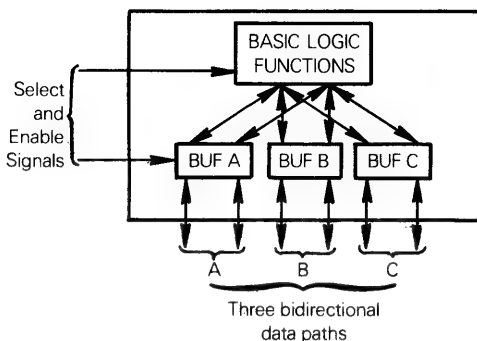 BASIC LOGIC
FUNCTIONS
Select
and
Enable
Signals
BUF A
BUF B
BUF C
A
B
C
Three bidirectional
data paths